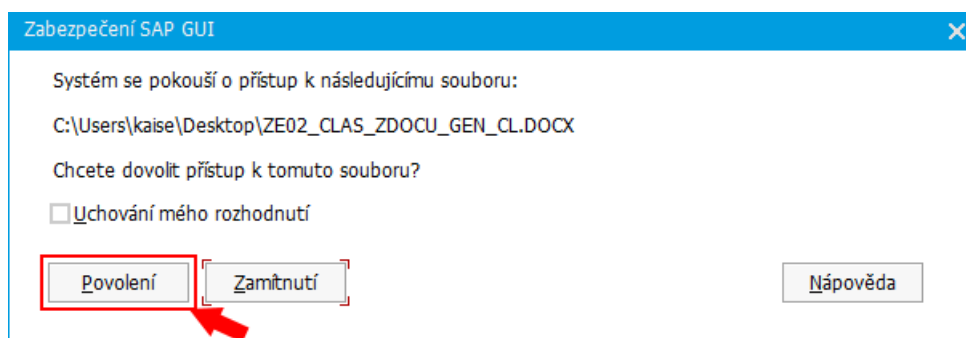 Zabezpečení SAP GUI
Systém se pokouší o přístup k následujícímu souboru:
C:\Users\kaise\Desktop\ZE02_CLAS_ZDOCU_GEN_CL.DOCX
Chcete dovolit přístup k tomuto souboru?
Uchování mého rozhodnutí
Povolení Zamítnutí Nápověda